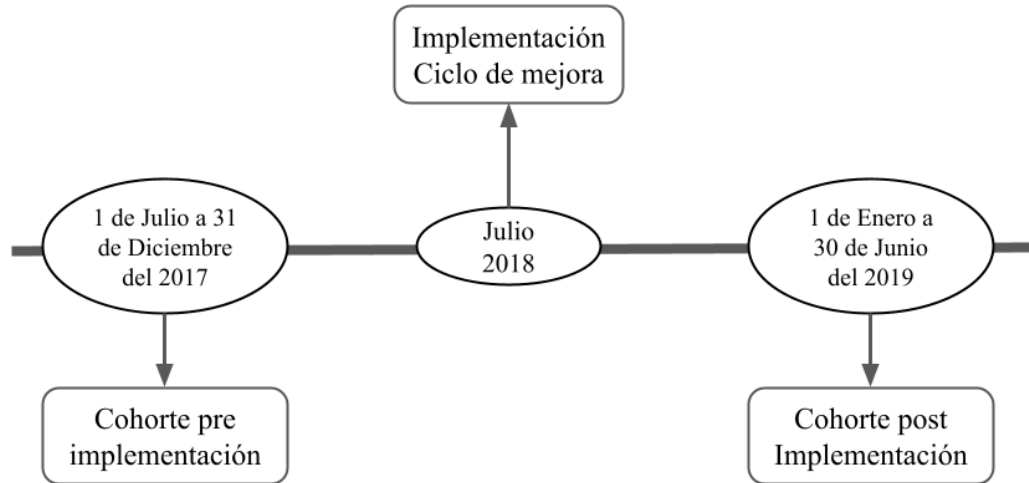 Implementación
Ciclo de mejora
1 de Julio a 31
de Diciembre
del 2017
Julio
2018
1 de Enero a
30 de Junio
del 2019
Cohorte pre
implementación
Cohorte post
Implementación